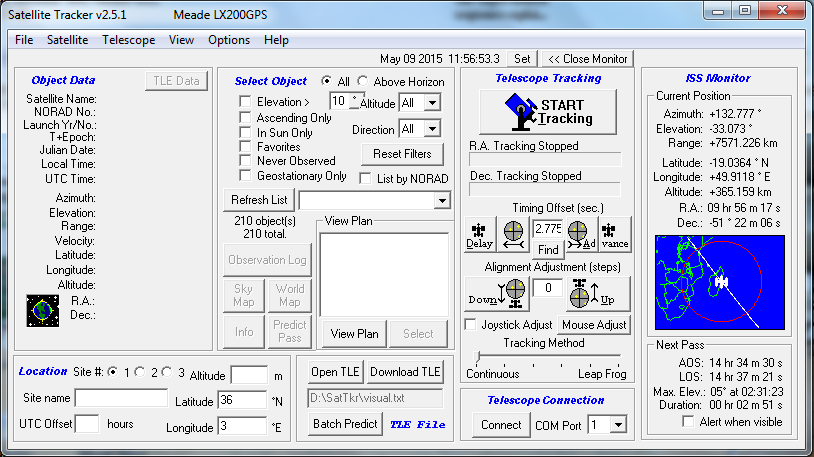 Satellite Tracker v2.5.1 Meade LX200GPS
File Satellite Telescope View Options Help
May 09 2015 11:56:53.3 Set << Close Monitor
Object Data TLE Data
Satellite Name:
NORAD No.:
Launch Yr/No.:
T+Epoch:
Julian Date:
Local Time:
UTC Time:
Azimuth:
Elevation:
Range:
Velocity:
Latitude:
Longitude:
Altitude:
R.A.:
Dec.:
Select Object All Above Horizon
Elevation > 10 ° Altitude All
Ascending Only
In Sun Only Direction All
Favorites
Never Observed Reset Filters
Geostationary Only List by NORAD
Refresh List
210 object(s)
210 total.
Observation Log
Sky Map World Map
Info Predict Pass
View Plan
View Plan Select
Telescope Tracking
START Tracking
R.A. Tracking Stopped
Dec. Tracking Stopped
Timing Offset (sec.)
Delay 2.775 Ad vance
Find
Alignment Adjustment (steps)
Down 0 Up
Joystick Adjust Mouse Adjust
Tracking Method
Continuous Leap Frog
ISS Monitor
Current Position
Azimuth: +132.777 °
Elevation: -33.073 °
Range: +7571.226 km
Latitude: -19.0364 ° N
Longitude: +49.9118 ° E
Altitude: +365.159 km
R.A.: 09 hr 56 m 17 s
Dec.: -51 ° 22 m 06 s
Next Pass
AOS: 14 hr 34 m 30 s
LOS: 14 hr 37 m 21 s
Max. Elev.: 05° at 02:31:23
Duration: 00 hr 02 m 51 s
Alert when visible
Location Site #: 1 2 3 Altitude m
Site name Latitude 36 °N
UTC Offset hours Longitude 3 °E
Open TLE Download TLE
D:\SatTkr\visual.txt
Batch Predict TLE File
Telescope Connection
Connect COM Port 1